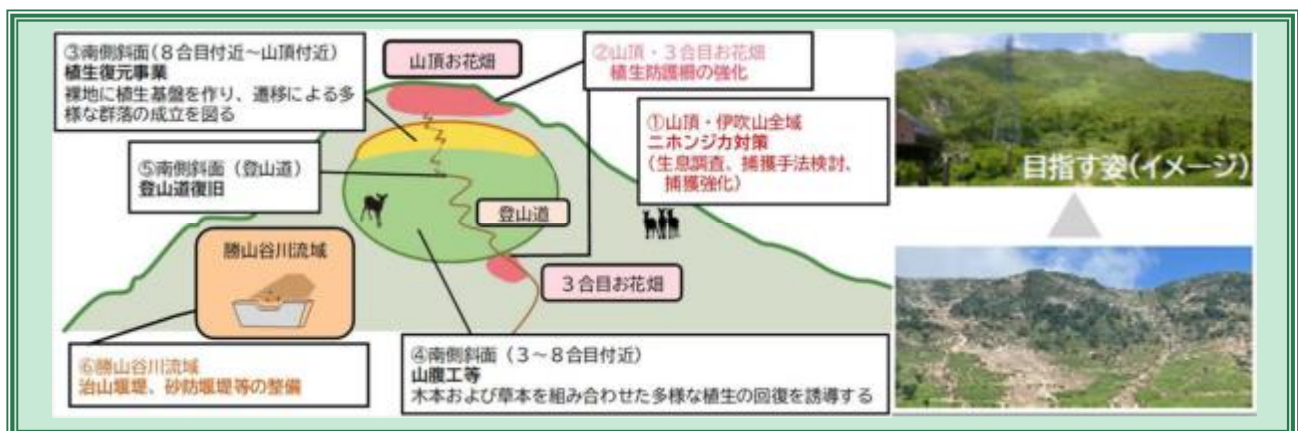 ③南側斜面(8合目付近～山頂付近)
植生復元事業
裸地に植生基盤を作り、遷移による多
様な群落の成立を図る
山頂お花畑
②山頂・3合目お花畑
植生防護柵の強化
①山頂・伊吹山全域
ニホンジカ対策
(生息調査、捕獲手法検討、
捕獲強化)
⑤南側斜面(登山道)
登山道復旧
登山道
勝山谷川流域
3合目お花畑
⑥勝山谷川流域
治山堰堤、砂防堰堤等の整備
④南側斜面(3～8合目付近)
山腹工等
木本および草本を組み合わせた多様な植生の回復を誘導する
目指す姿(イメージ)